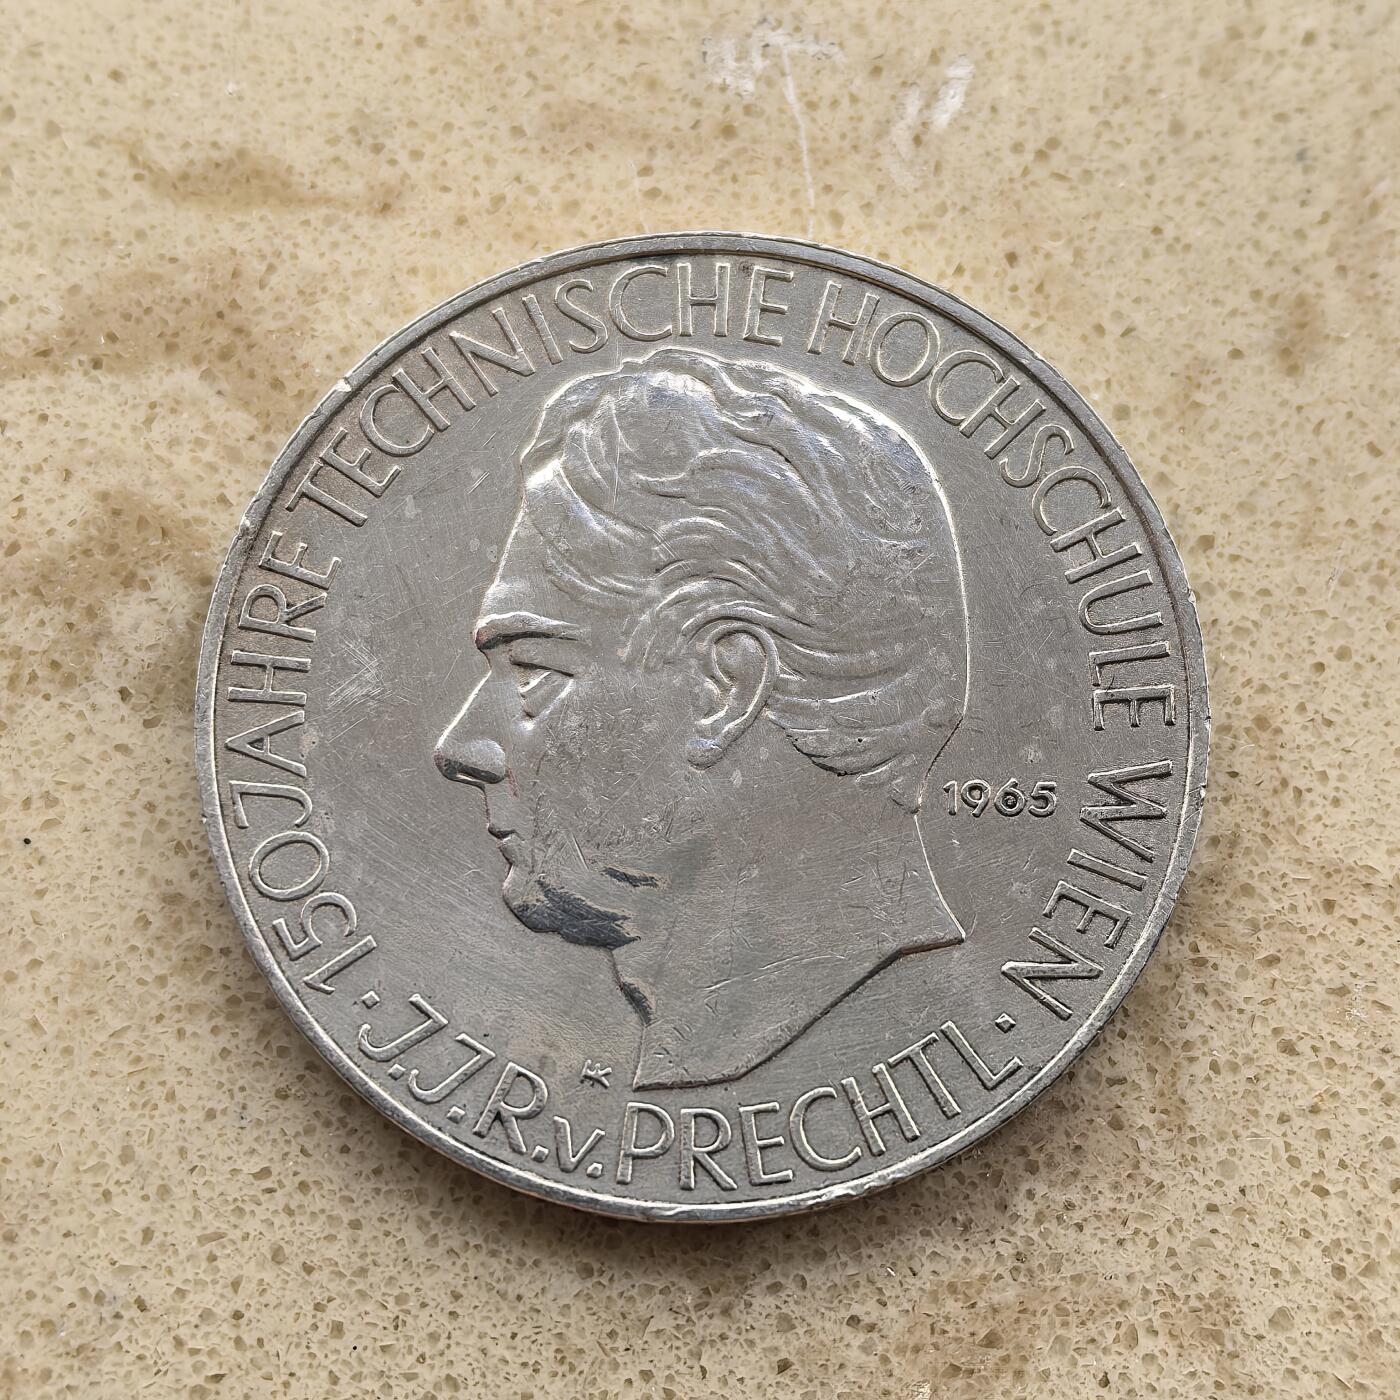 150 JAHRE TECHNISCHE HOCHSCHULE WIEN
· J.J.R.v.PRECHTL ·
1965